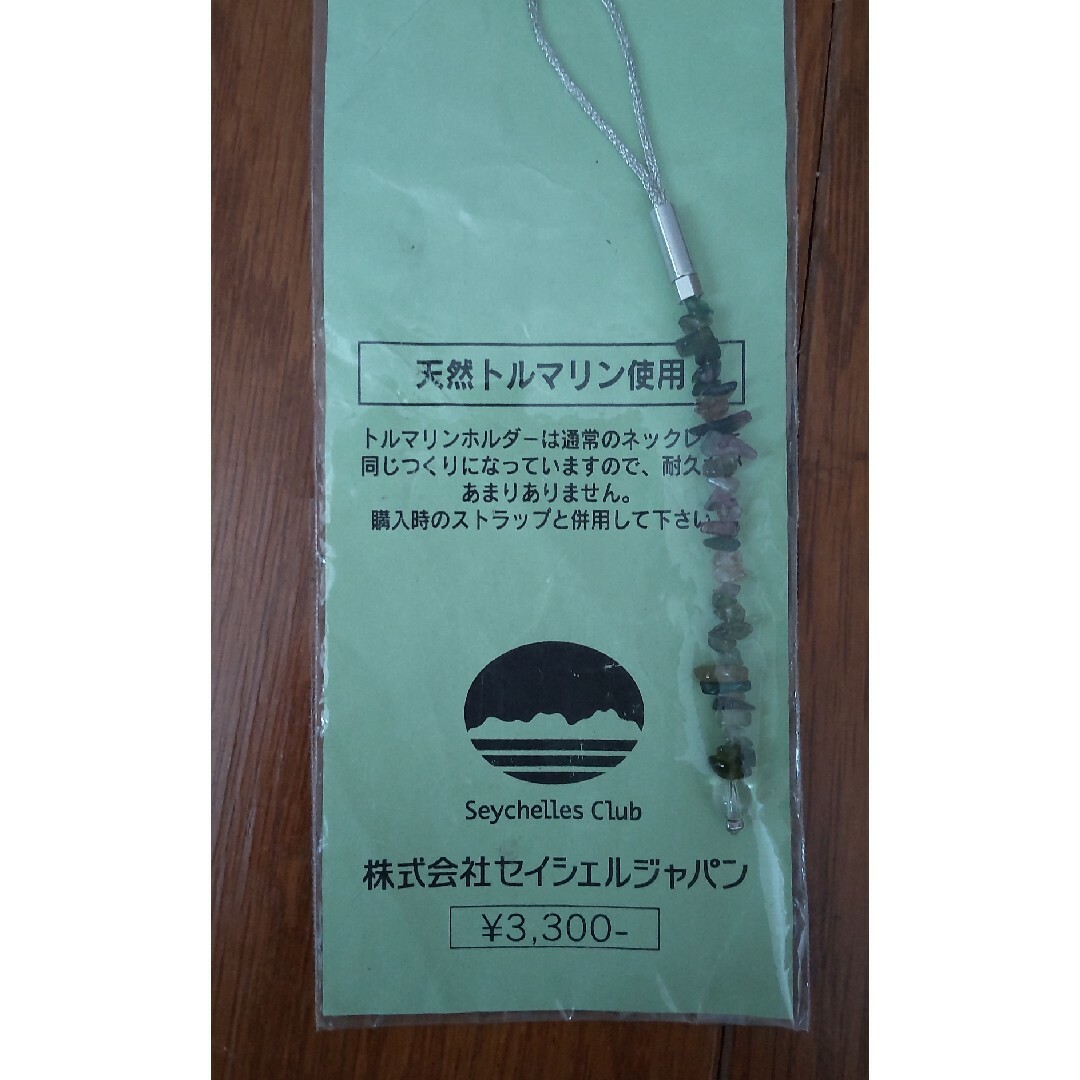 天然トルマリン使用
トルマリンホルダーは通常のネックレ
同じつくりになっていますので、耐久 が
あまりありません。
購入時のストラップと併用して下さい
Seychelles Club
株式会社セイシェルジャパン
¥3,300-